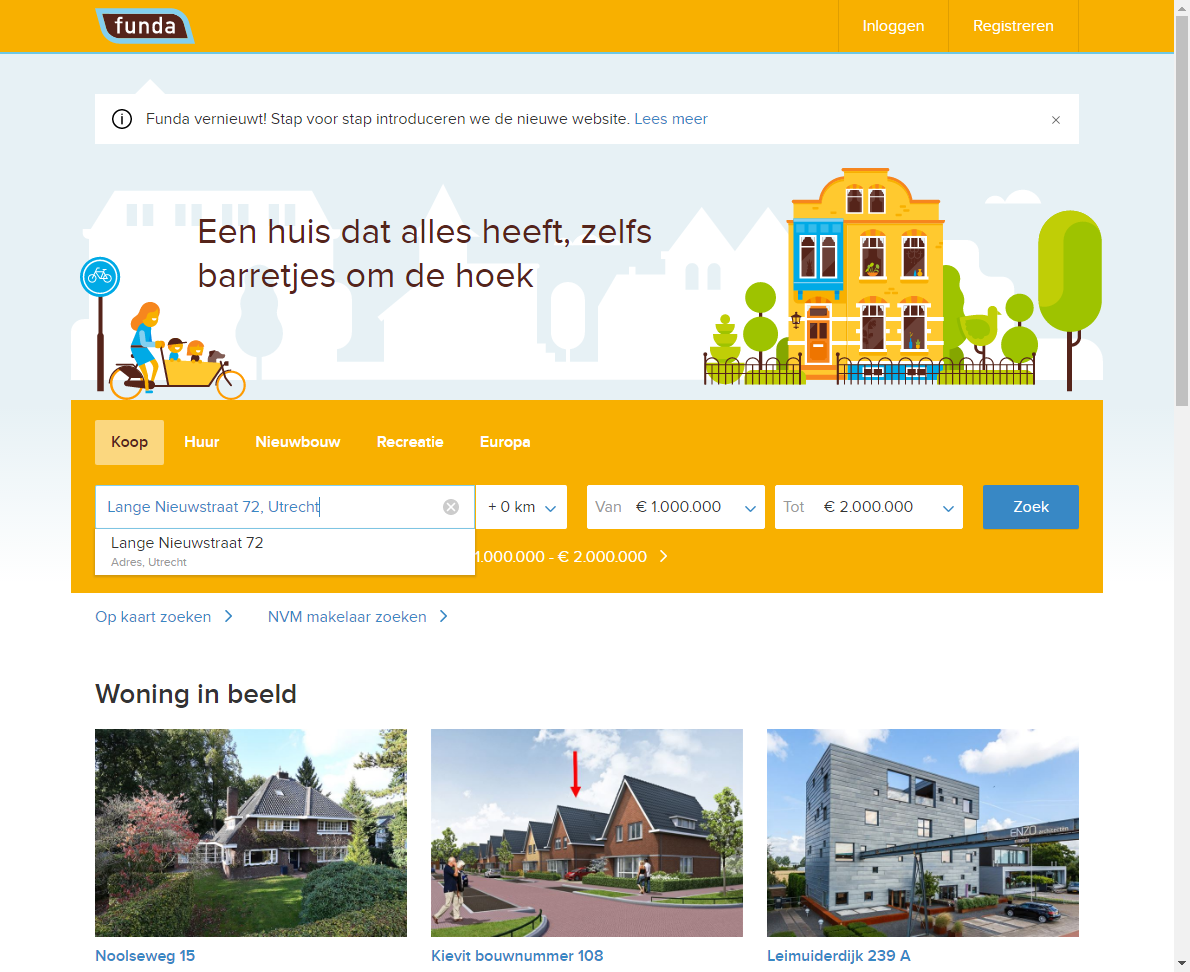 funda
Inloggen
Registreren
Funda vernieuwt! Stap voor stap introduceren we de nieuwe website. Lees meer
Een huis dat alles heeft, zelfs
barretjes om de hoek
Koop
Huur
Nieuwbouw
Recreatie
Europa
Lange Nieuwstraat 72, Utrecht
+ 0 km
Van € 1.000.000
Tot € 2.000.000
Zoek
Lange Nieuwstraat 72
Adres, Utrecht
1.000.000 - € 2.000.000
Op kaart zoeken
NVM makelaar zoeken
Woning in beeld
ENZO architecten
Noolseweg 15
Kievit bouwnummer 108
Leimuiderdijk 239 A